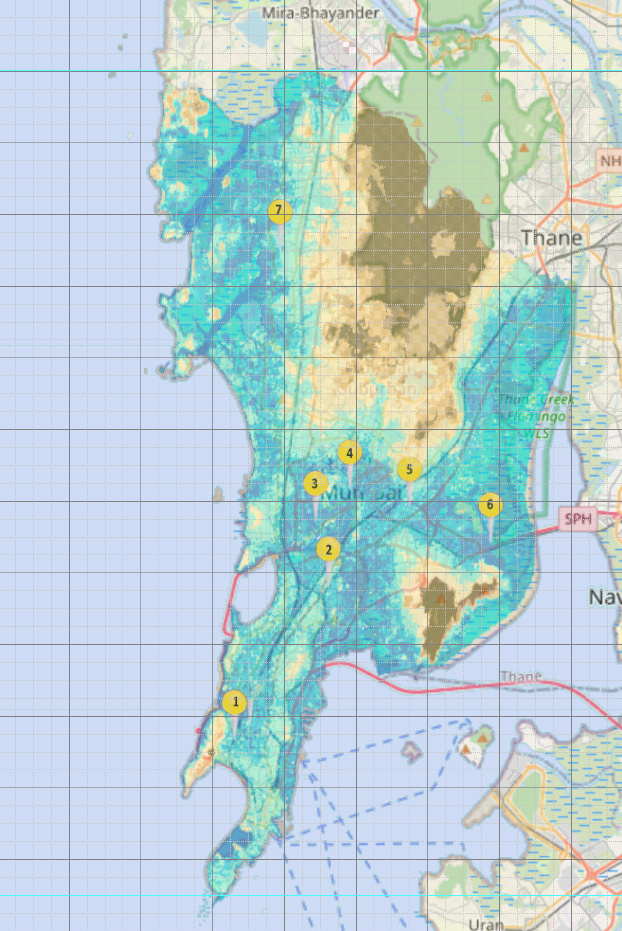 Mira-Bhayander
NH
7
Thane
Thane Creek
Flamingo
WLS
4
5
3
Mumbai
6
SPH
2
Nav
Thane
1
Uran